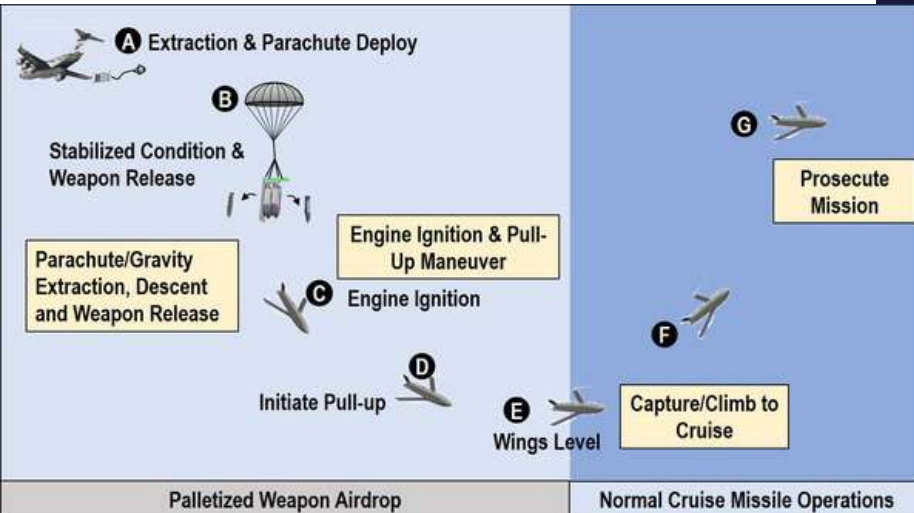 A Extraction & Parachute Deploy
B
Stabilized Condition &
Weapon Release
Parachute/Gravity
Extraction, Descent
and Weapon Release
Engine Ignition & Pull-
Up Maneuver
C Engine Ignition
D
Initiate Pull-up
E
Wings Level
F
Capture/Climb to
Cruise
G
Prosecute
Mission
Palletized Weapon Airdrop
Normal Cruise Missile Operations